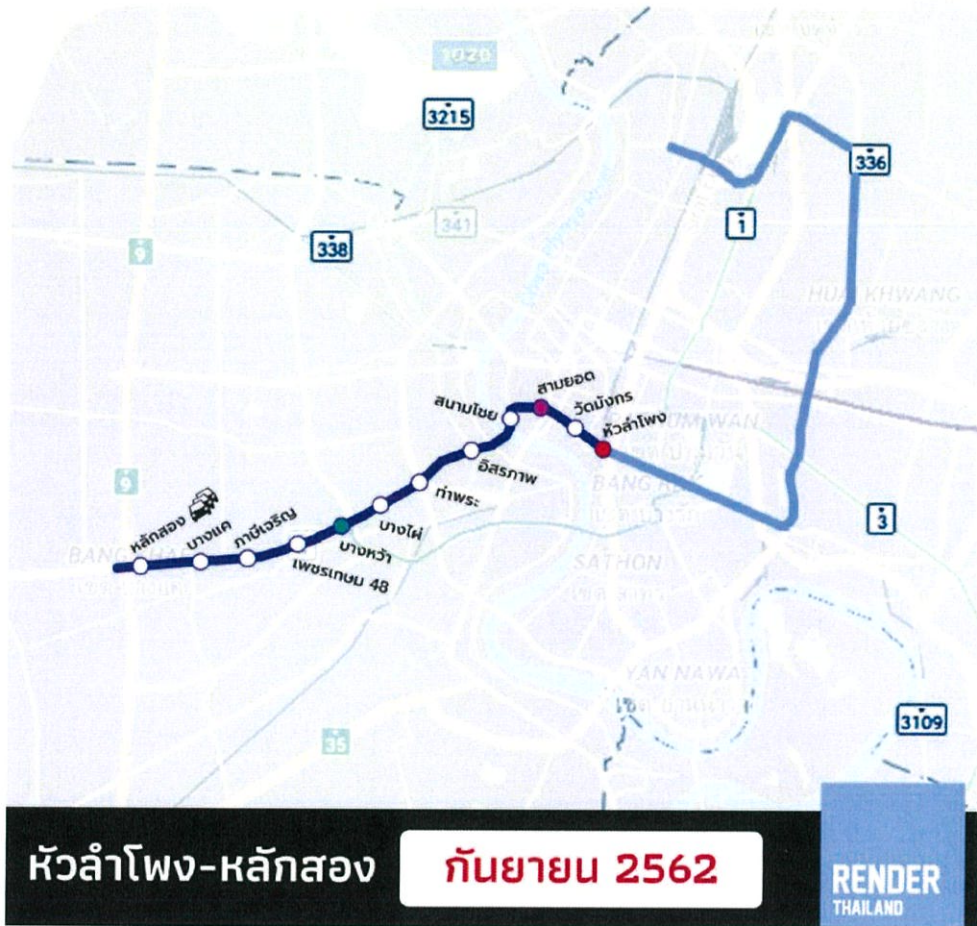 1020
3215
336
341
1
338
9
HUAI KHWANG
สามยอด
สนามไชย
วัดมังกร
หัวลำโพง
อิสรภาพ
ท่าพระ
9
3
บางไผ่
หลักสอง
บางแค
ภาษีเจริญ
บางหว้า
เพชรเกษม 48
SATHON
YAN NAWA
3109
35
หัวลำโพง-หลักสอง
กันยายน 2562
RENDER
THAILAND